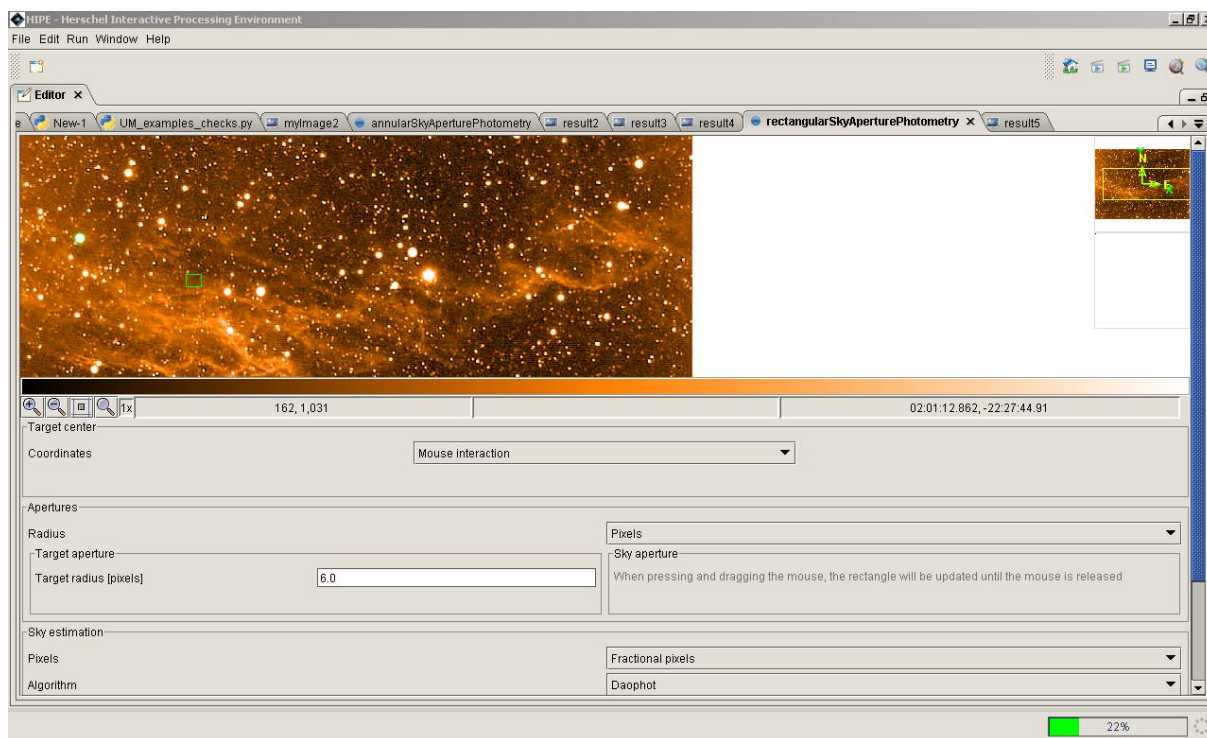 HIPE - Herschel Interactive Processing Environment
File Edit Run Window Help
Editor ×
e New-1 UM_examples_checks.py myImage2 annularSkyAperturePhotometry result2 result3 result4 rectangularSkyAperturePhotometry × result5
N
E
1x 162, 1,031 02:01:12.862, -22:27:44.91
Target center
Coordinates Mouse interaction
Apertures
Radius Pixels
Target aperture Sky aperture
Target radius [pixels] 6.0 When pressing and dragging the mouse, the rectangle will be updated until the mouse is released
Sky estimation
Pixels Fractional pixels
Algorithm Daophot
22%